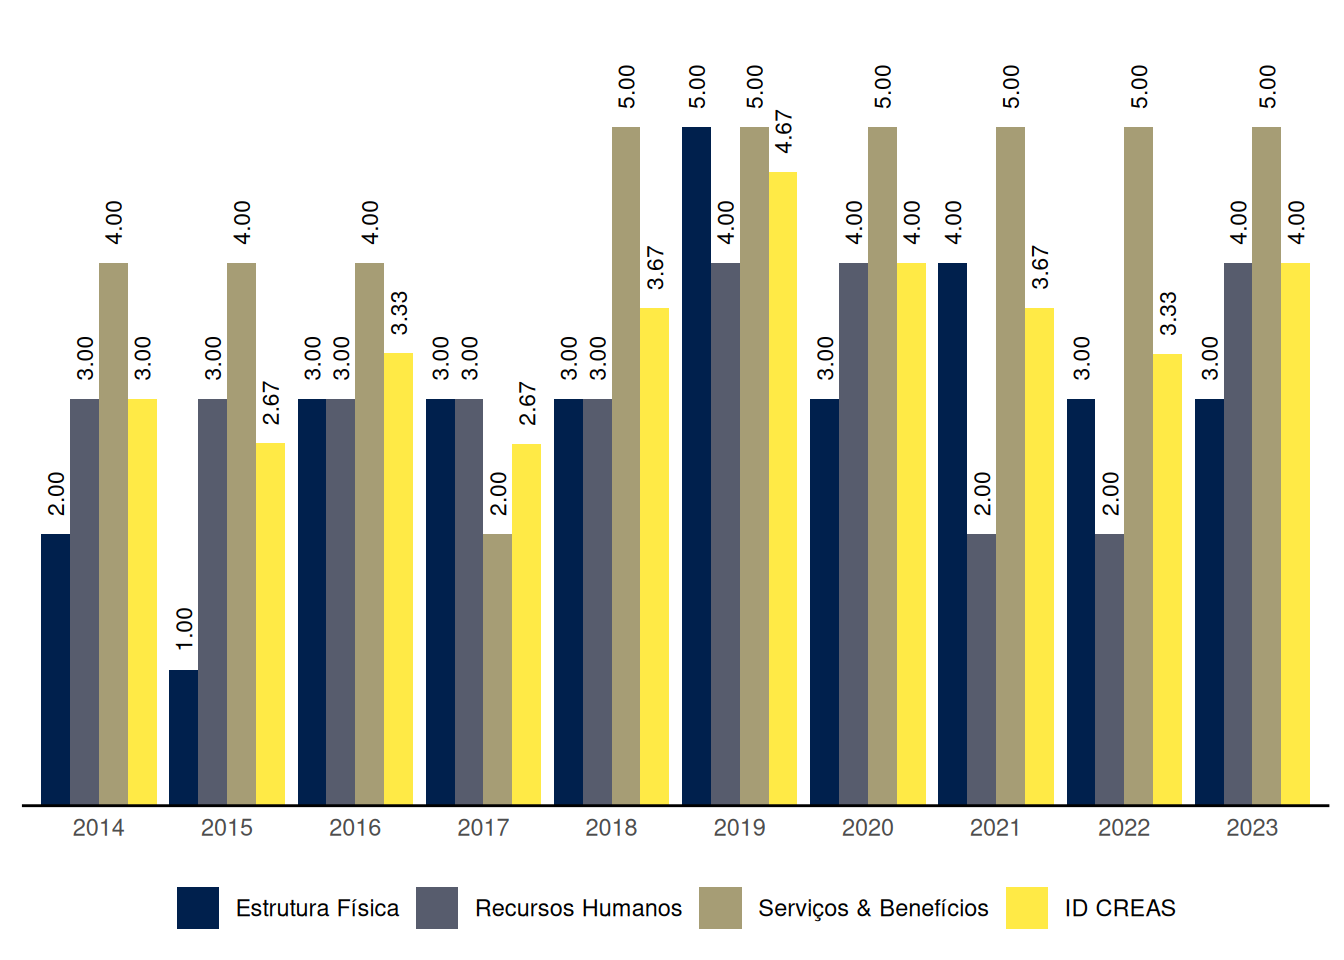 2.00 3.00 4.00 3.00
1.00 3.00 4.00 2.67
3.00 3.00 4.00 3.33
3.00 3.00 2.00 2.67
3.00 3.00 5.00 3.67
5.00 4.00 5.00 4.67
3.00 4.00 5.00 4.00
4.00 2.00 5.00 3.67
3.00 2.00 5.00 3.33
3.00 4.00 5.00 4.00
2014 2015 2016 2017 2018 2019 2020 2021 2022 2023
Estrutura Física Recursos Humanos Serviços & Benefícios ID CREAS